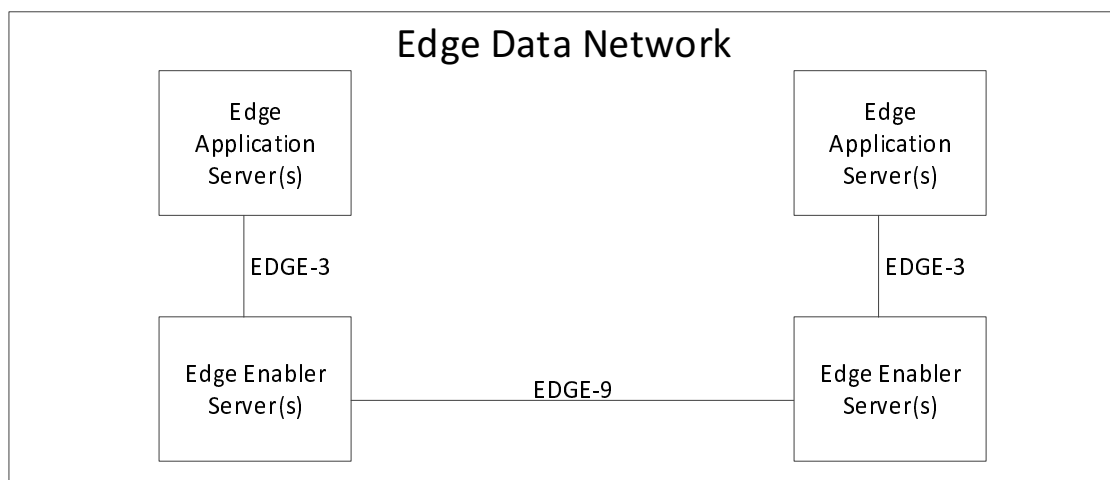 Edge Data Network
Edge
Application
Server(s)
Edge
Application
Server(s)
EDGE-3
EDGE-3
Edge Enabler
Server(s)
EDGE-9
Edge Enabler
Server(s)